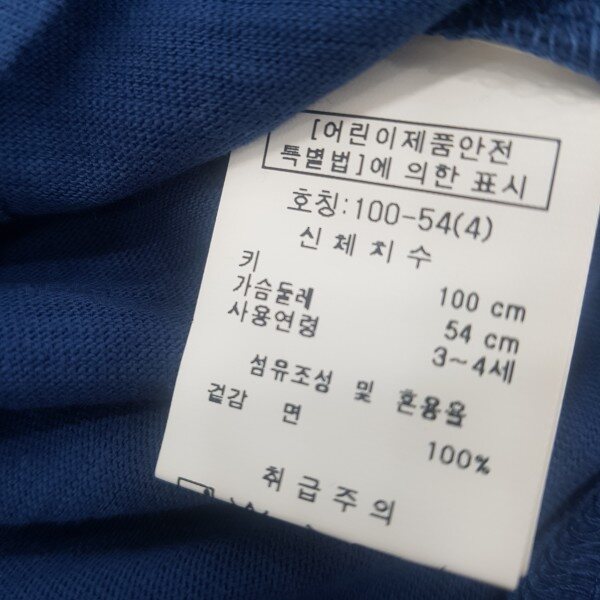 [어린이제품안전
특별법]에 의한 표시
호칭:100-54(4)
신체치수
키 100 cm
가슴둘레 54 cm
사용연령 3~4세
섬유조성 및 혼용율
겉감 면 100%
취급주의